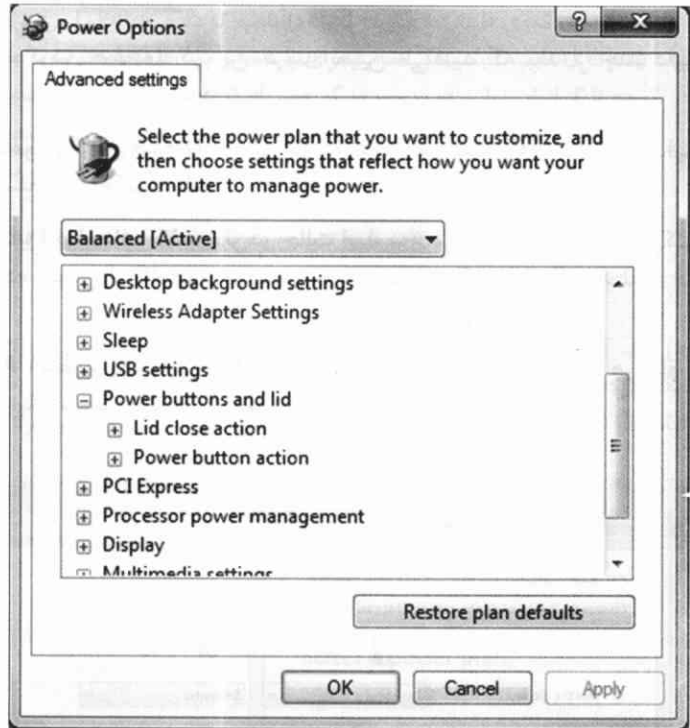 Power Options
Advanced settings
Select the power plan that you want to customize, and
then choose settings that reflect how you want your
computer to manage power.
Balanced [Active]
Desktop background settings
Wireless Adapter Settings
Sleep
USB settings
Power buttons and lid
Lid close action
Power button action
PCI Express
Processor power management
Display
Multimedia settings
Restore plan defaults
OK
Cancel
Apply